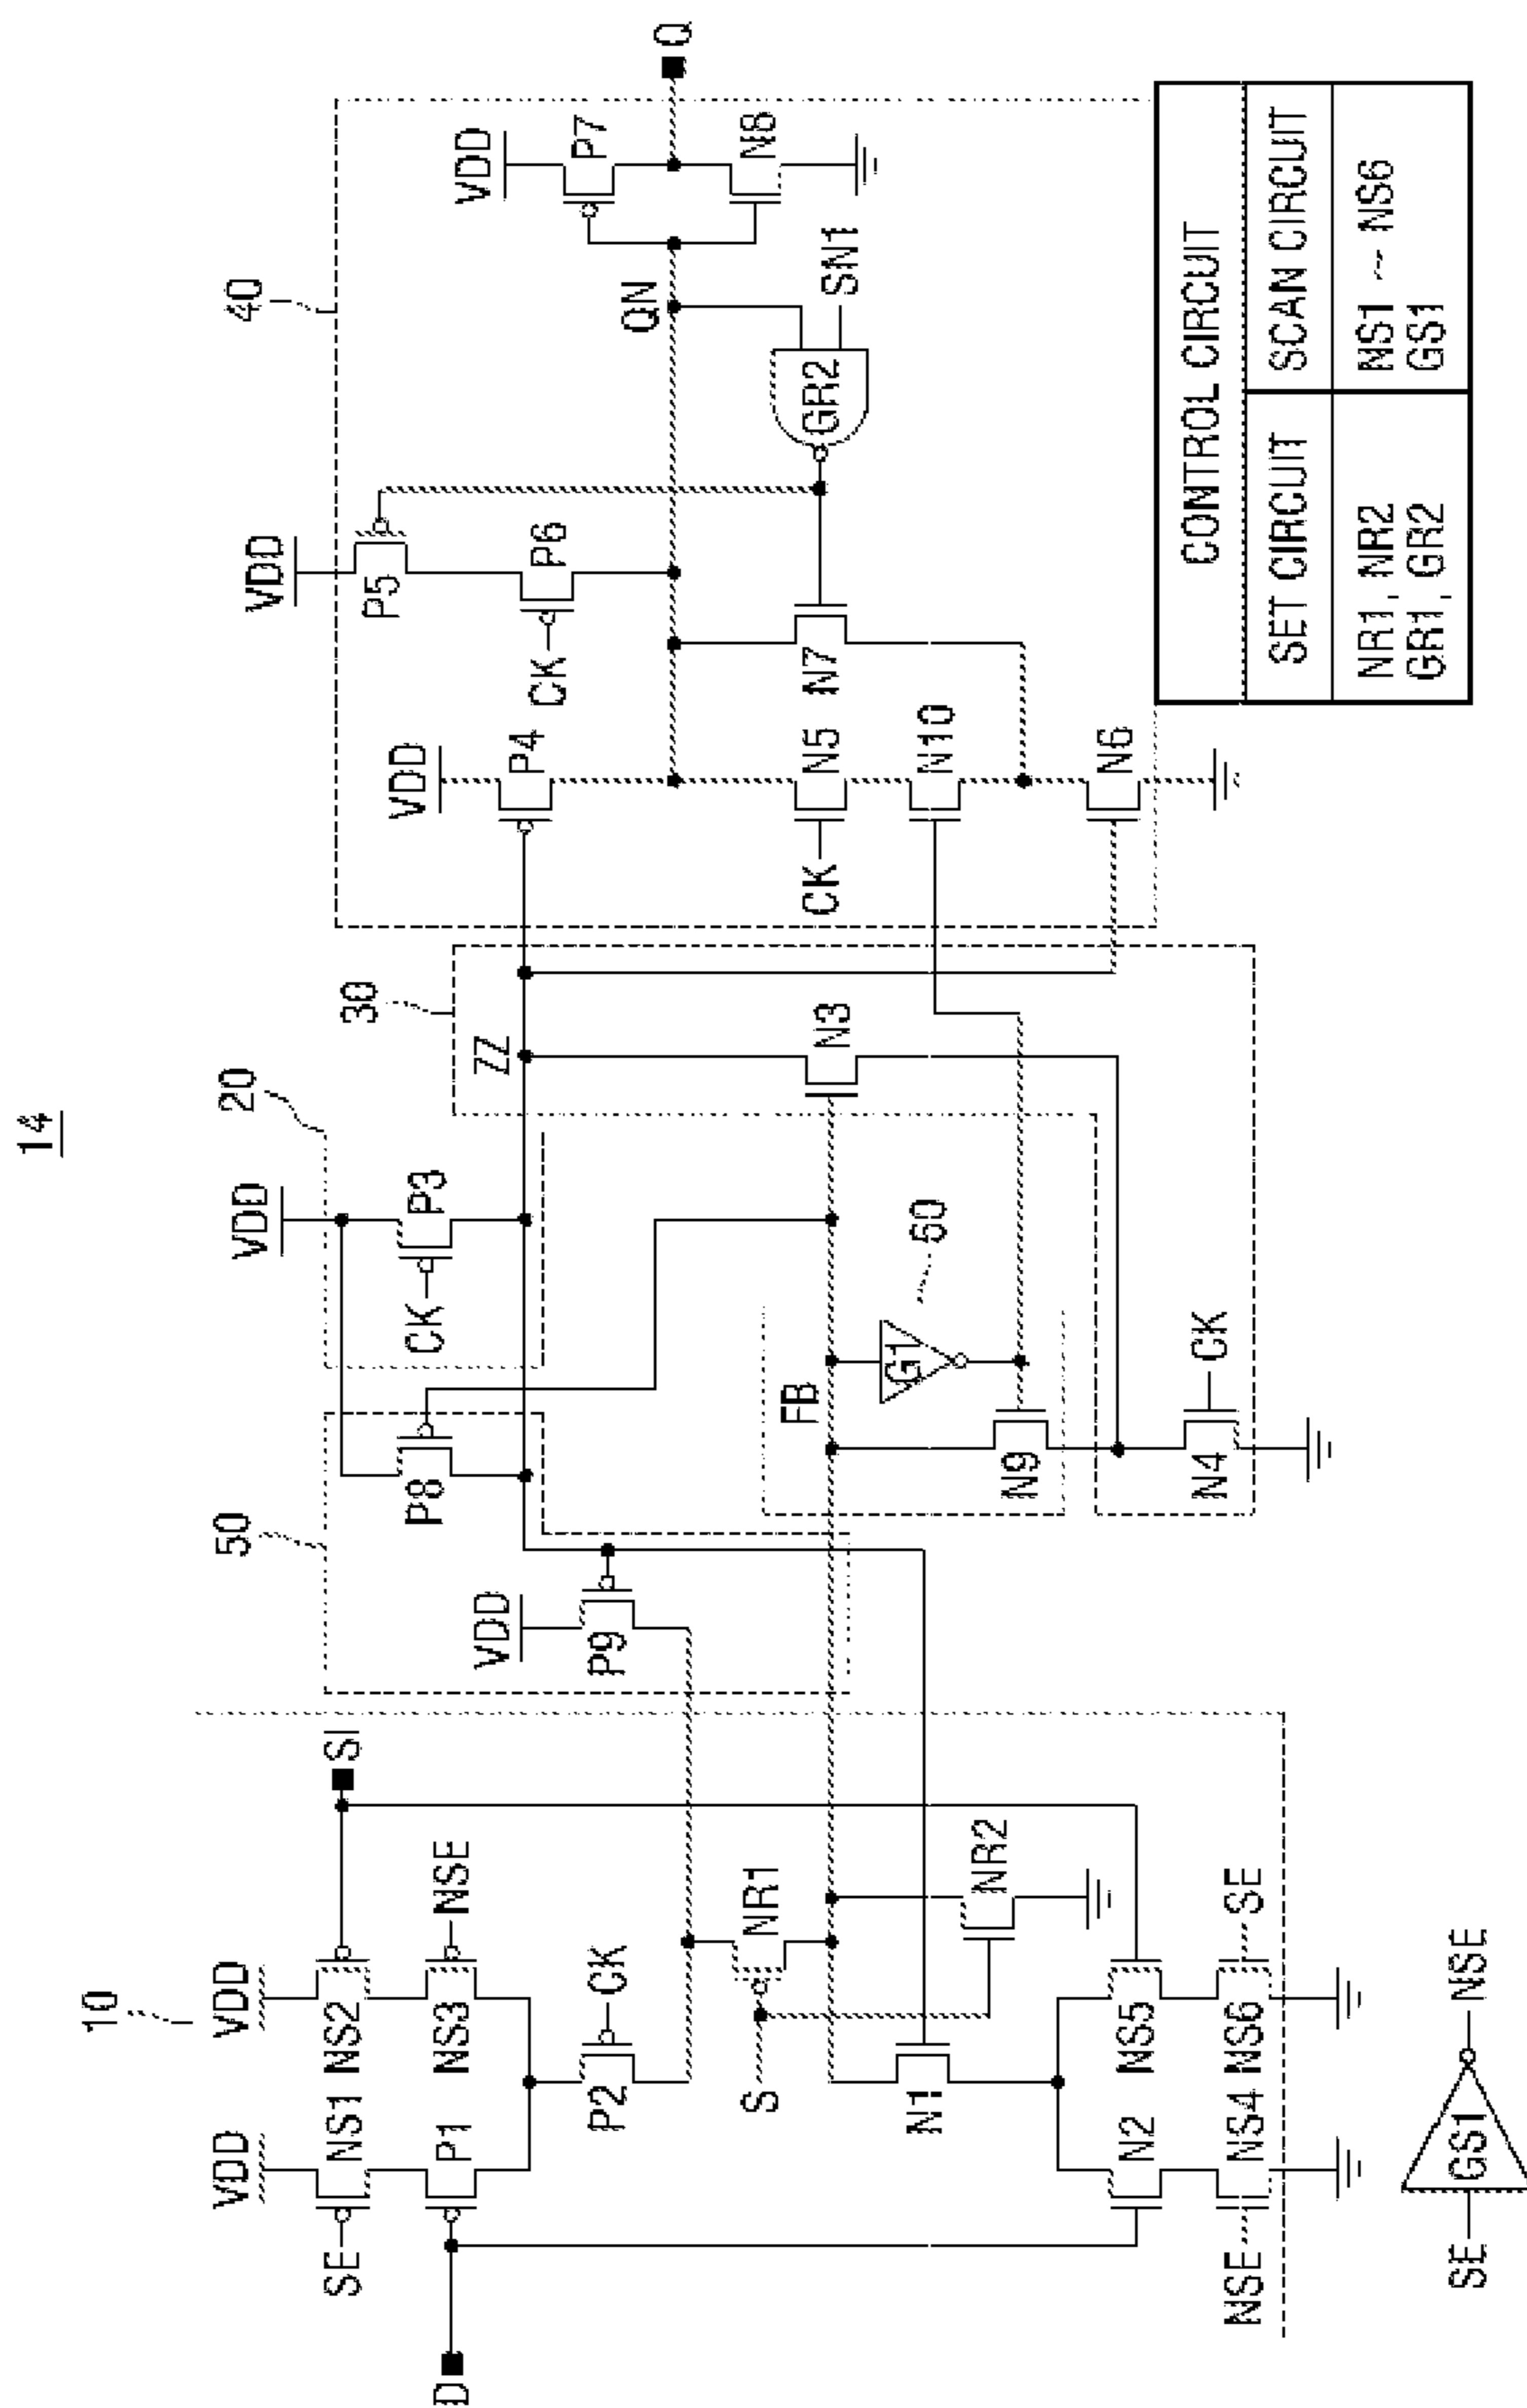 14
10
VDD
VDD
SE
NS1
NS2
SI
D
P1
NS3
NSE
P2
CK
S
NR1
NR2
N1
N2
NS5
NSE
NS4
NS6
SE
SE
GS1
NSE
50
VDD
P9
P8
20
VDD
CK
P3
FB
G1
60
N9
N4
CK
30
ZZ
N3
40
VDD
P4
VDD
P5
CK
P6
CK
N5
N7
N10
N6
QN
GR2
SN1
VDD
P7
N8
Q
CONTROL CIRCUIT
SET CIRCUIT
SCAN CIRCUIT
NR1, NR2
GR1, GR2
NS1 ~ NS6
GS1